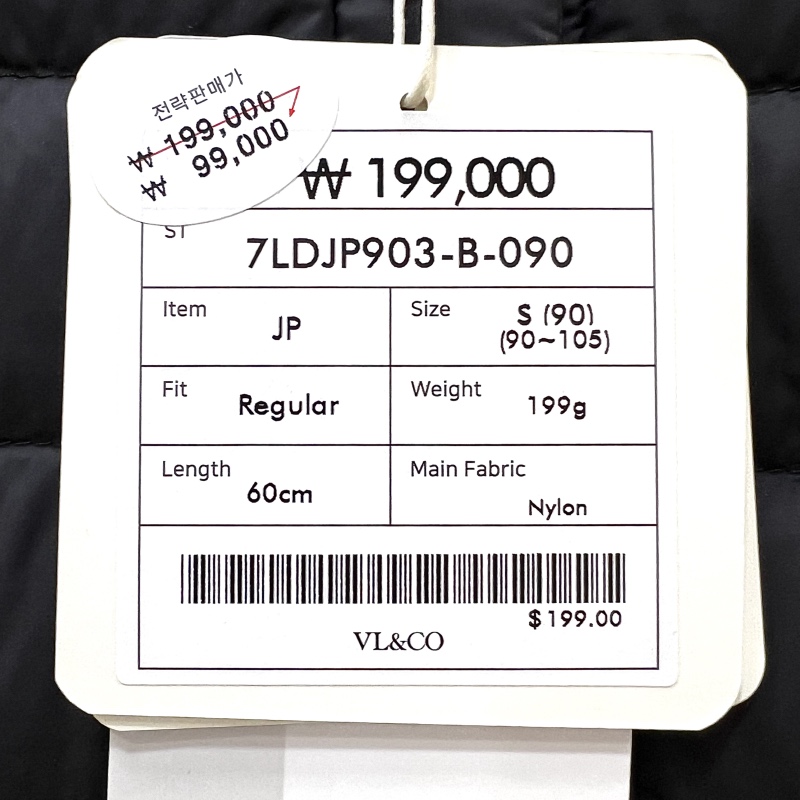 전략판매가
₩ 199,000
₩ 99,000
₩ 199,000
ST
7LDJP903-B-090
Item
JP
Size
S (90)
(90~105)
Fit
Regular
Weight
199g
Length
60cm
Main Fabric
Nylon
$199.00
VL&CO